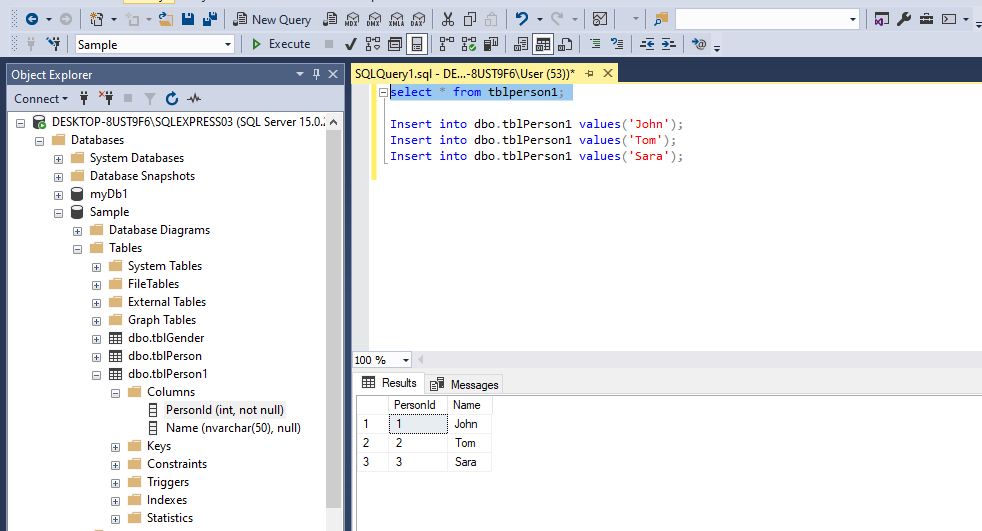 New Query
MDX
DMX
XMLA
DAX
Sample
Execute
Object Explorer
Connect
DESKTOP-8UST9F6\SQLEXPRESS03 (SQL Server 15.0.
Databases
System Databases
Database Snapshots
myDb1
Sample
Database Diagrams
Tables
System Tables
FileTables
External Tables
Graph Tables
dbo.tblGender
dbo.tblPerson
dbo.tblPerson1
Columns
PersonId (int, not null)
Name (nvarchar(50), null)
Keys
Constraints
Triggers
Indexes
Statistics
SQLQuery1.sql - DE...-8UST9F6\User (53))*
select * from tblperson1;
Insert into dbo.tblPerson1 values('John');
Insert into dbo.tblPerson1 values('Tom');
Insert into dbo.tblPerson1 values('Sara');
100 %
Results Messages
PersonId Name
1 1 John
2 2 Tom
3 3 Sara